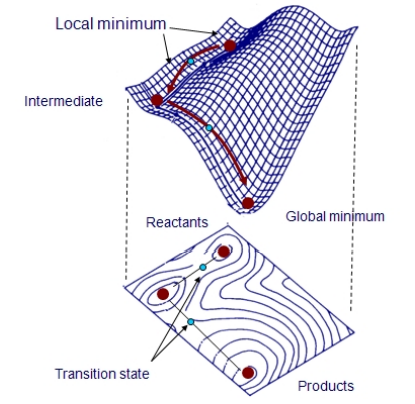 Local minimum
Intermediate
Reactants
Global minimum
Transition state
Products